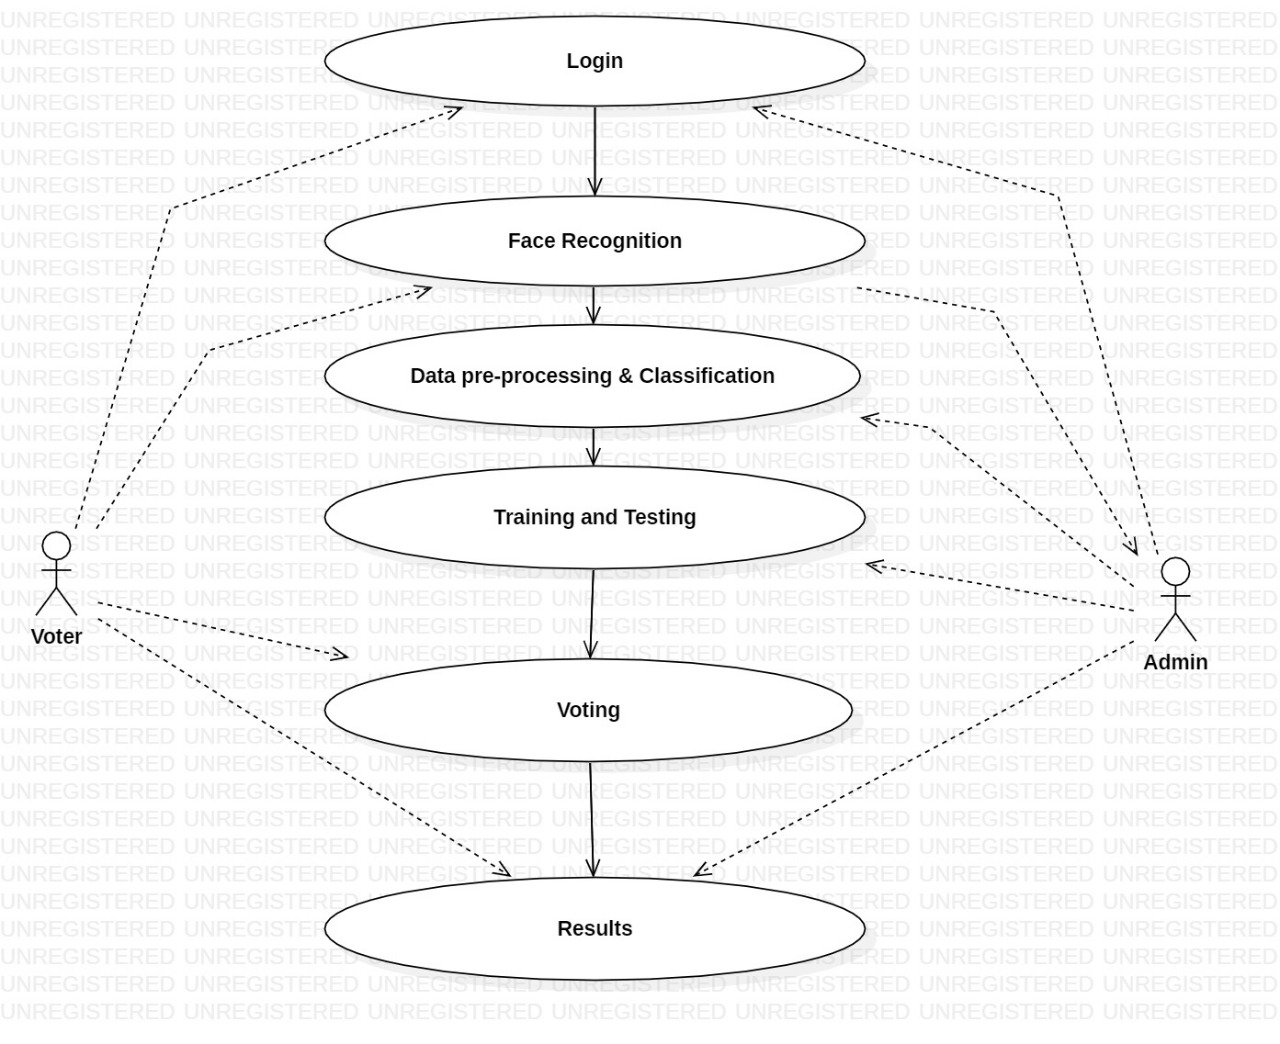 Login
Face Recognition
Data pre-processing & Classification
Training and Testing
Voter
Admin
Voting
Results
UNREGISTERED